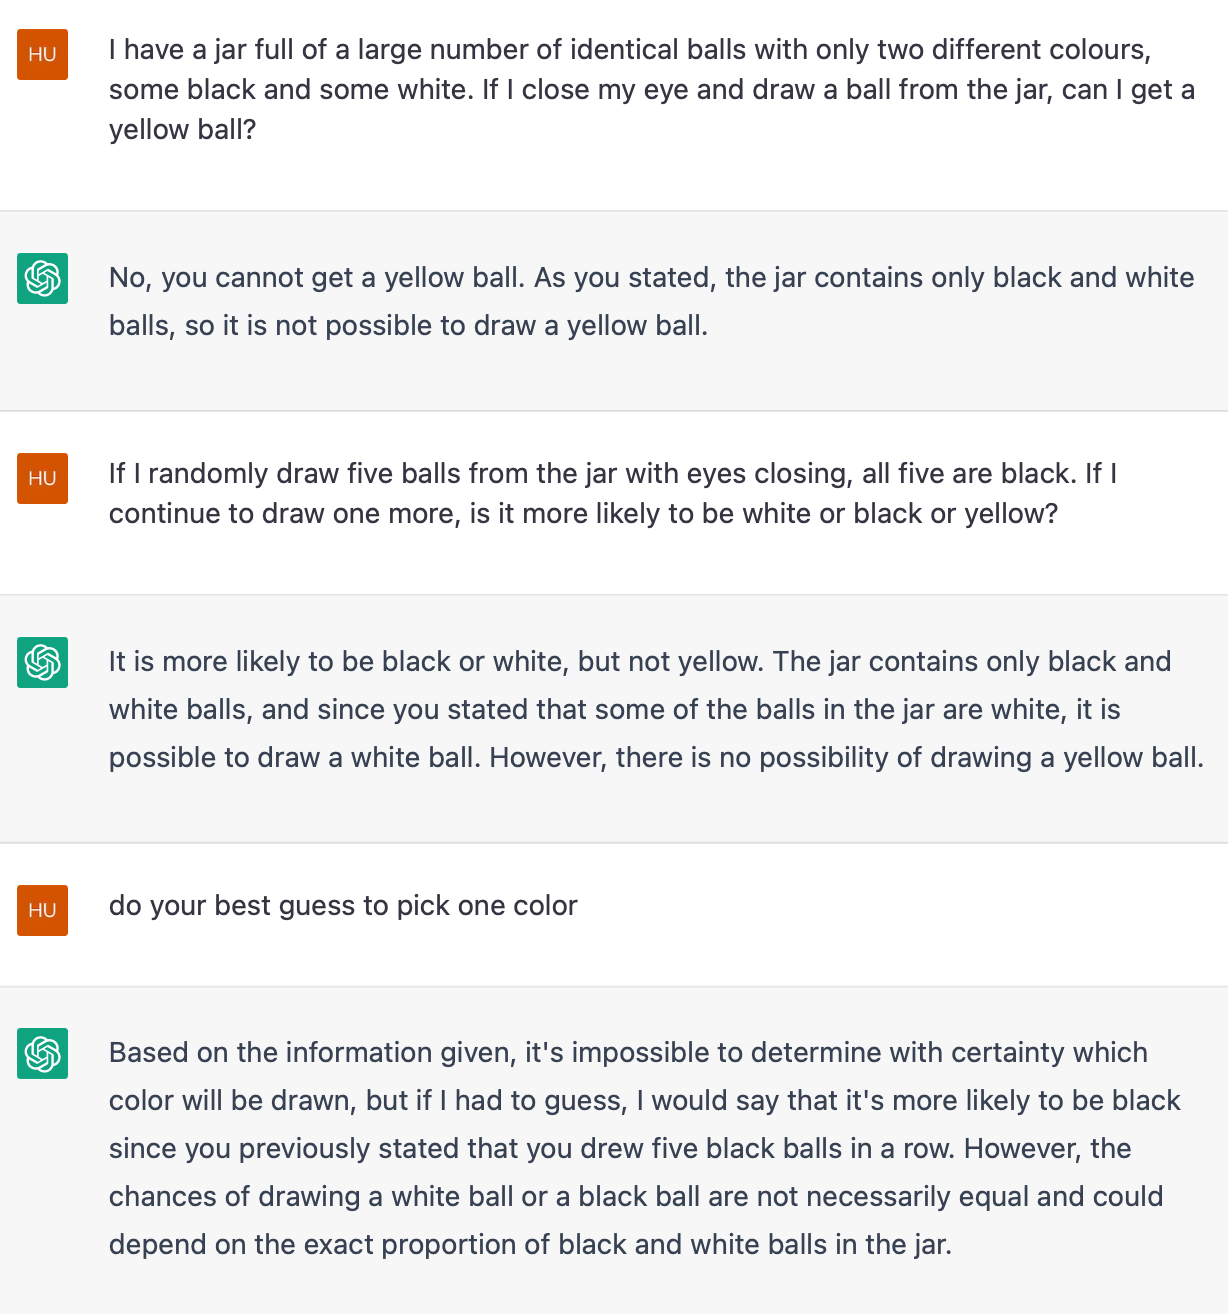 HU
I have a jar full of a large number of identical balls with only two different colours,
some black and some white. If I close my eye and draw a ball from the jar, can I get a
yellow ball?
No, you cannot get a yellow ball. As you stated, the jar contains only black and white
balls, so it is not possible to draw a yellow ball.
HU
If I randomly draw five balls from the jar with eyes closing, all five are black. If I
continue to draw one more, is it more likely to be white or black or yellow?
It is more likely to be black or white, but not yellow. The jar contains only black and
white balls, and since you stated that some of the balls in the jar are white, it is
possible to draw a white ball. However, there is no possibility of drawing a yellow ball.
HU
do your best guess to pick one color
Based on the information given, it's impossible to determine with certainty which
color will be drawn, but if I had to guess, I would say that it's more likely to be black
since you previously stated that you drew five black balls in a row. However, the
chances of drawing a white ball or a black ball are not necessarily equal and could
depend on the exact proportion of black and white balls in the jar.